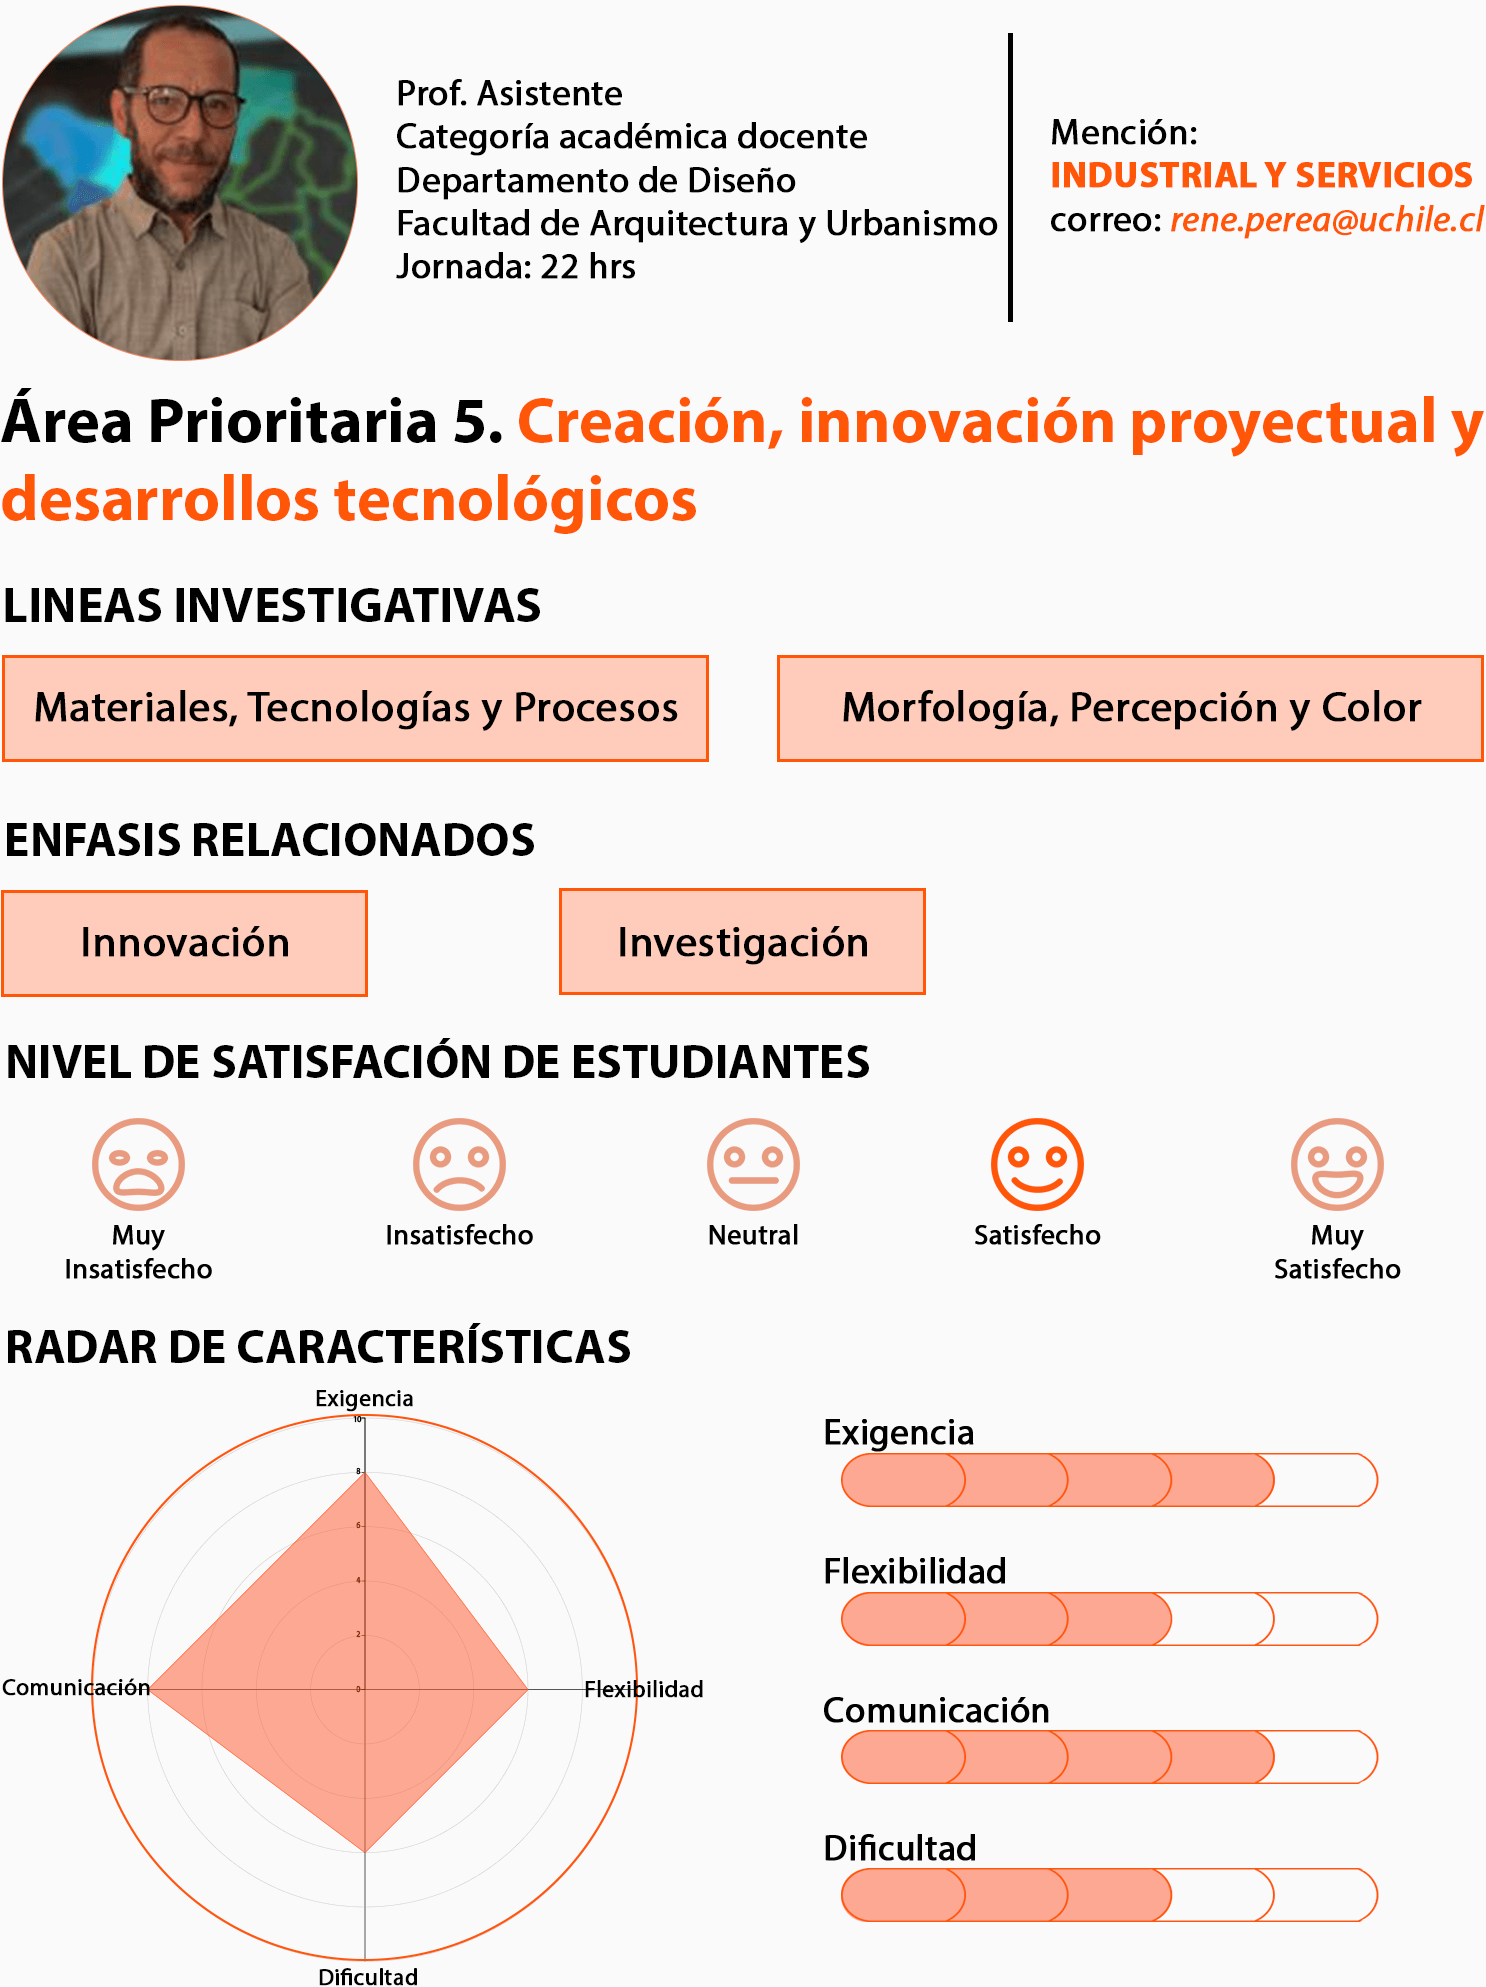 Prof. Asistente
Categoría académica docente
Departamento de Diseño
Facultad de Arquitectura y Urbanismo
Jornada: 22 hrs
Mención:
INDUSTRIAL Y SERVICIOS
correo: rene.perea@uchile.cl
Área Prioritaria 5. Creación, innovación proyectual y
desarrollos tecnológicos
LINEAS INVESTIGATIVAS
Materiales, Tecnologías y Procesos
Morfología, Percepción y Color
ENFASIS RELACIONADOS
Innovación
Investigación
NIVEL DE SATISFACIÓN DE ESTUDIANTES
Muy
Insatisfecho
Insatisfecho
Neutral
Satisfecho
Muy
Satisfecho
RADAR DE CARACTERÍSTICAS
Exigencia
10
8
6
4
2
0
Comunicación
Flexibilidad
Dificultad
Exigencia
Flexibilidad
Comunicación
Dificultad